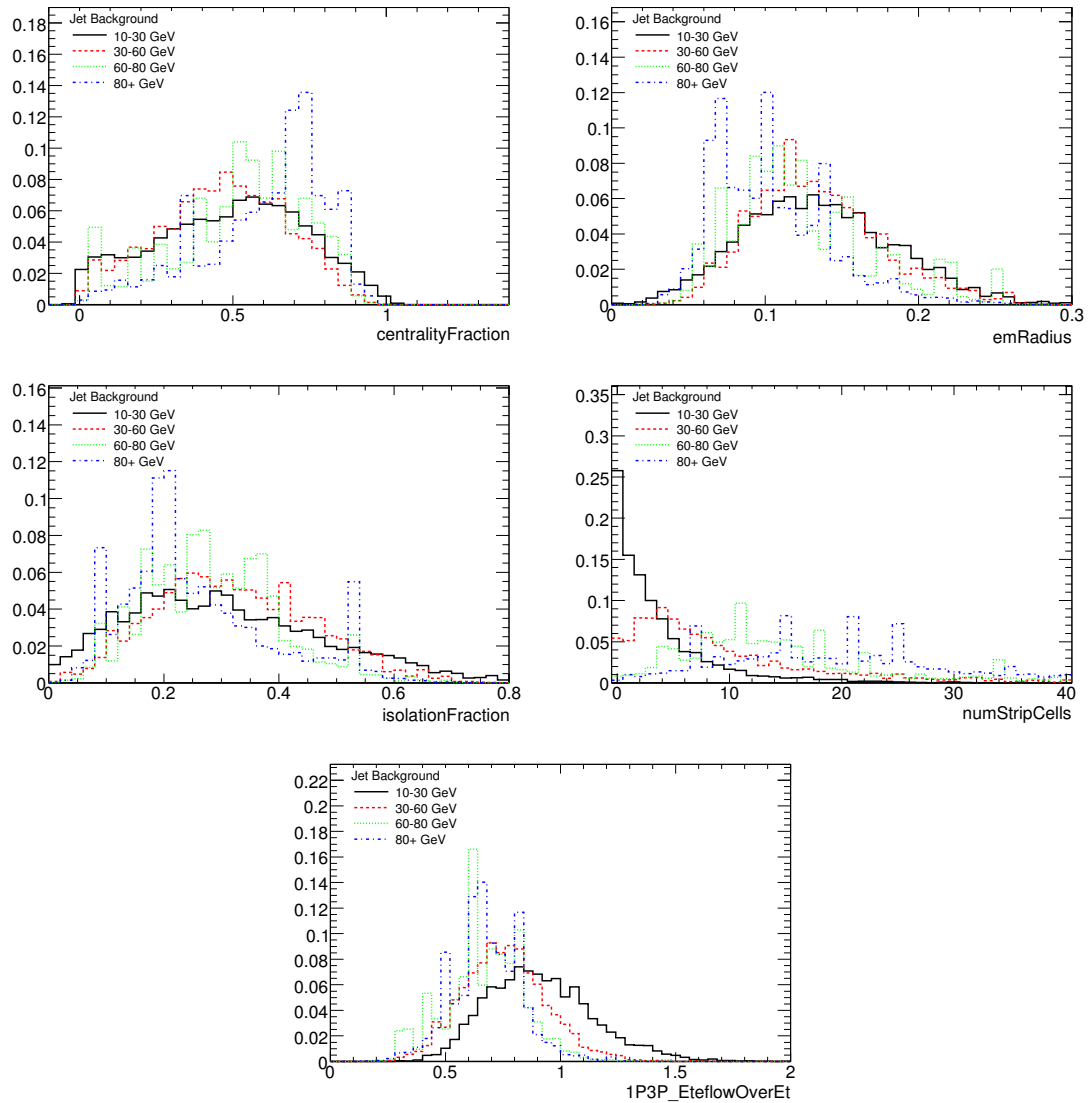 0.18
0.16
0.14
0.12
0.1
0.08
0.06
0.04
0.02
0
Jet Background
10-30 GeV
30-60 GeV
60-80 GeV
80+ GeV
0 0.5 1
centralityFraction
0.18
0.16
0.14
0.12
0.1
0.08
0.06
0.04
0.02
0
Jet Background
10-30 GeV
30-60 GeV
60-80 GeV
80+ GeV
0 0.1 0.2 0.3
emRadius
0.16
0.14
0.12
0.1
0.08
0.06
0.04
0.02
0
Jet Background
10-30 GeV
30-60 GeV
60-80 GeV
80+ GeV
0 0.2 0.4 0.6 0.8
isolationFraction
0.35
0.3
0.25
0.2
0.15
0.1
0.05
0
Jet Background
10-30 GeV
30-60 GeV
60-80 GeV
80+ GeV
0 10 20 30 40
numStripCells
0.22
0.2
0.18
0.16
0.14
0.12
0.1
0.08
0.06
0.04
0.02
0
Jet Background
10-30 GeV
30-60 GeV
60-80 GeV
80+ GeV
0 0.5 1 1.5 2
1P3P_EteflowOverEt